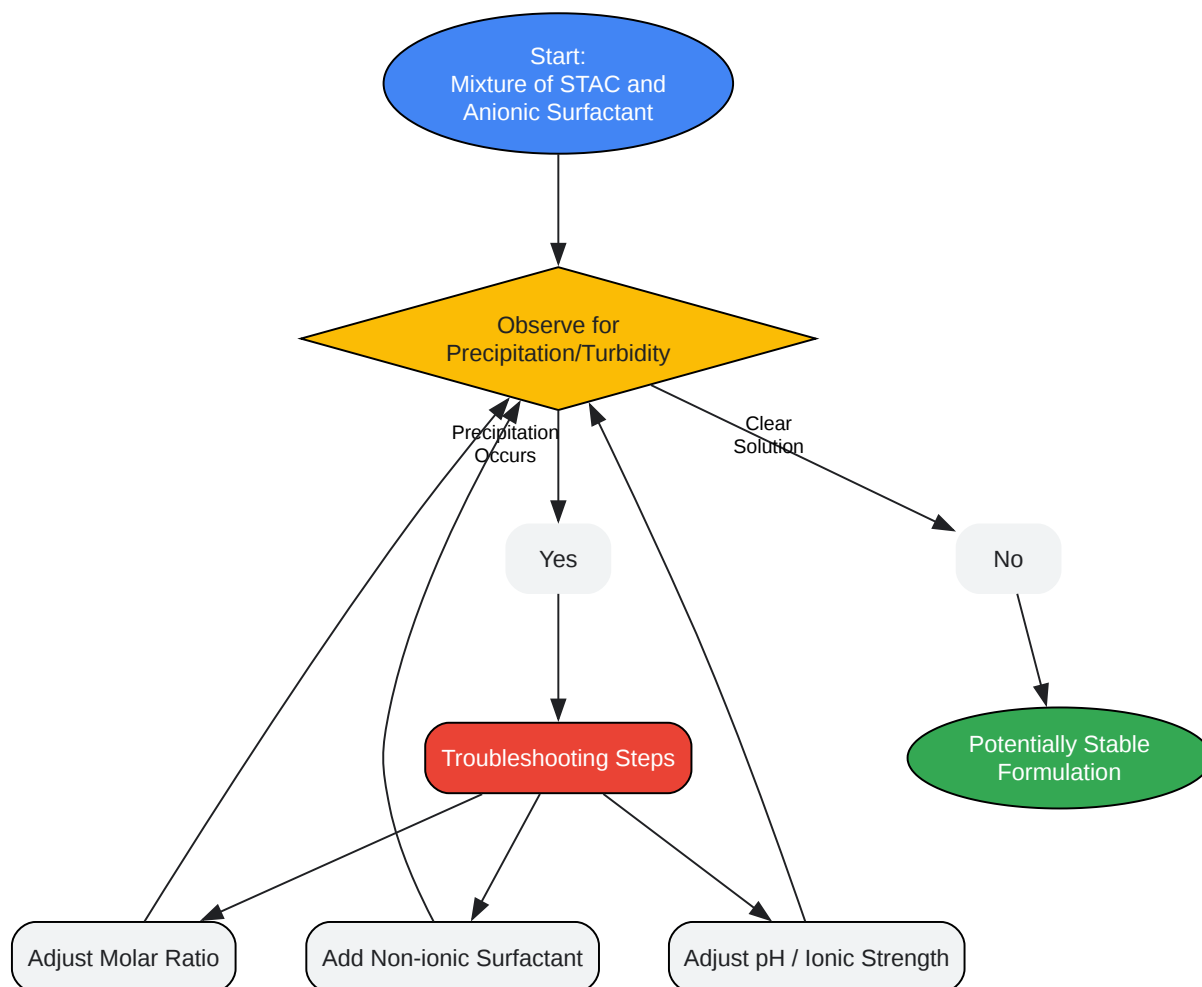 Start:
Mixture of STAC and
Anionic Surfactant
Observe for
Precipitation/Turbidity
Precipitation
Occurs
Clear
Solution
Yes
No
Troubleshooting Steps
Potentially Stable
Formulation
Adjust Molar Ratio
Add Non-ionic Surfactant
Adjust pH / Ionic Strength